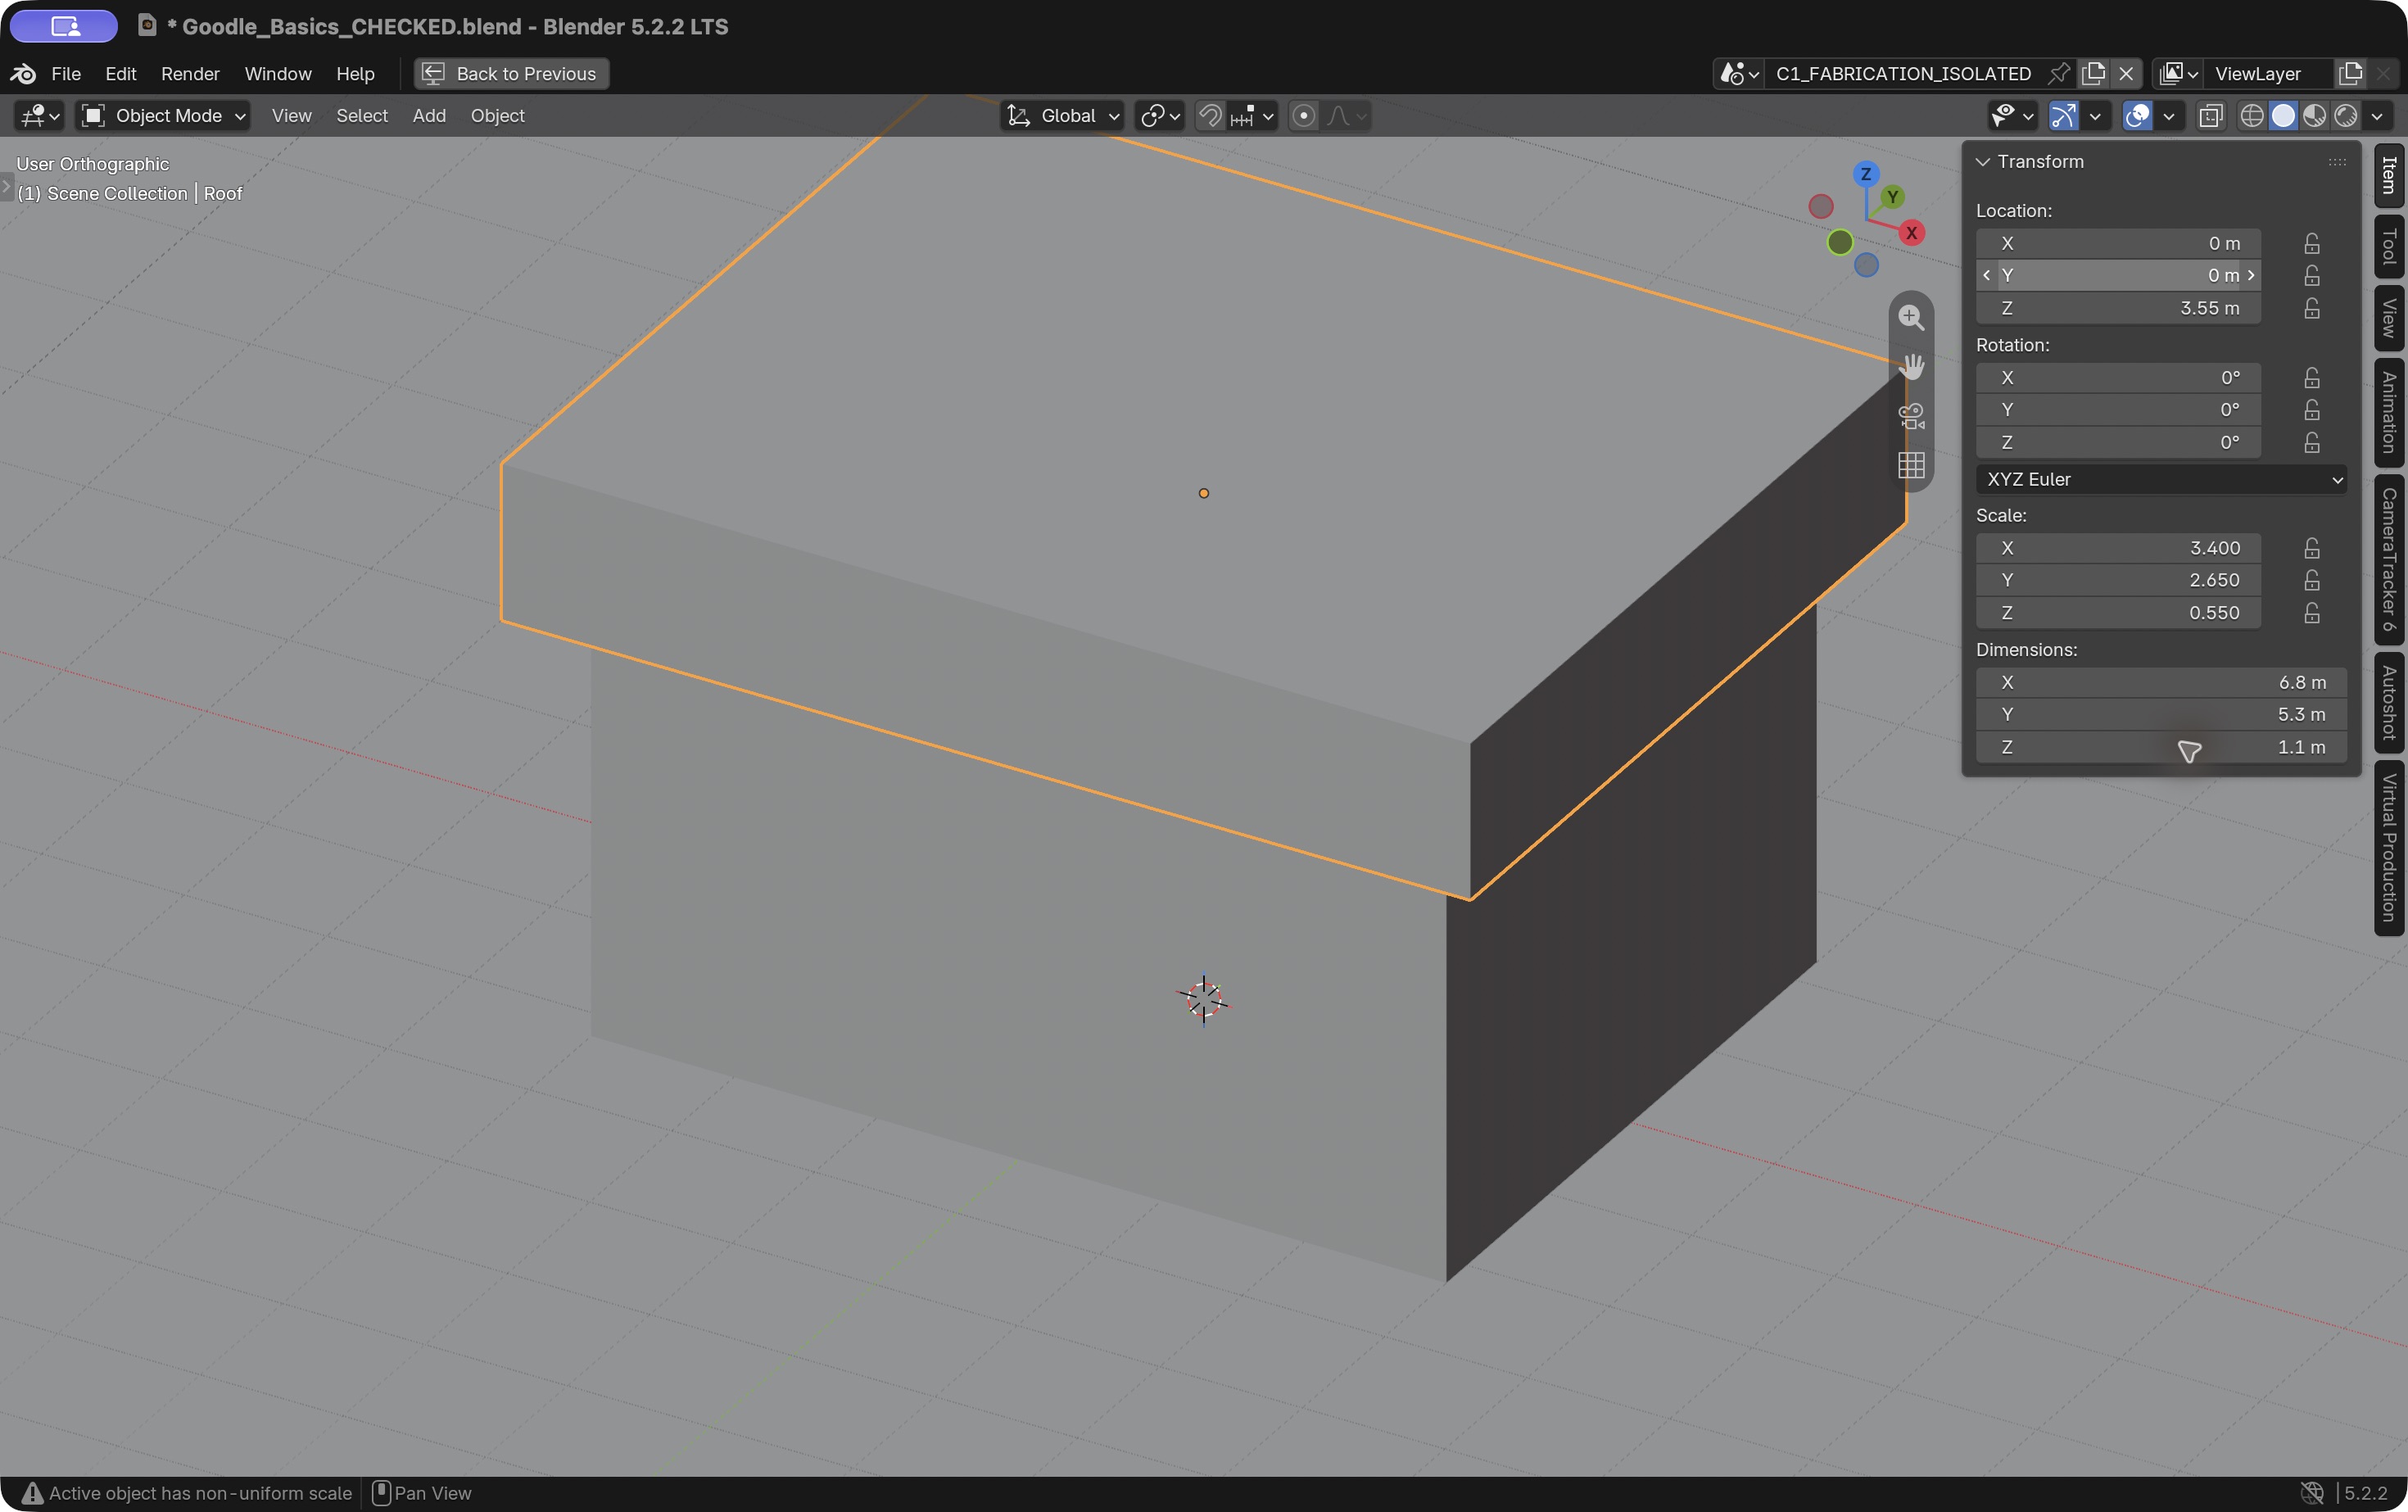 * Goodle_Basics_CHECKED.blend - Blender 5.2.2 LTS
File Edit Render Window Help Back to Previous C1_FABRICATION_ISOLATED ViewLayer
Object Mode View Select Add Object Global
User Orthographic
(1) Scene Collection | Roof
Z
Y
X
Transform
Location:
X 0 m
Y 0 m
Z 3.55 m
Rotation:
X 0°
Y 0°
Z 0°
XYZ Euler
Scale:
X 3.400
Y 2.650
Z 0.550
Dimensions:
X 6.8 m
Y 5.3 m
Z 1.1 m
Item
Tool
View
Animation
CameraTracker 6
Autoshot
Virtual Production
Active object has non-uniform scale Pan View 5.2.2